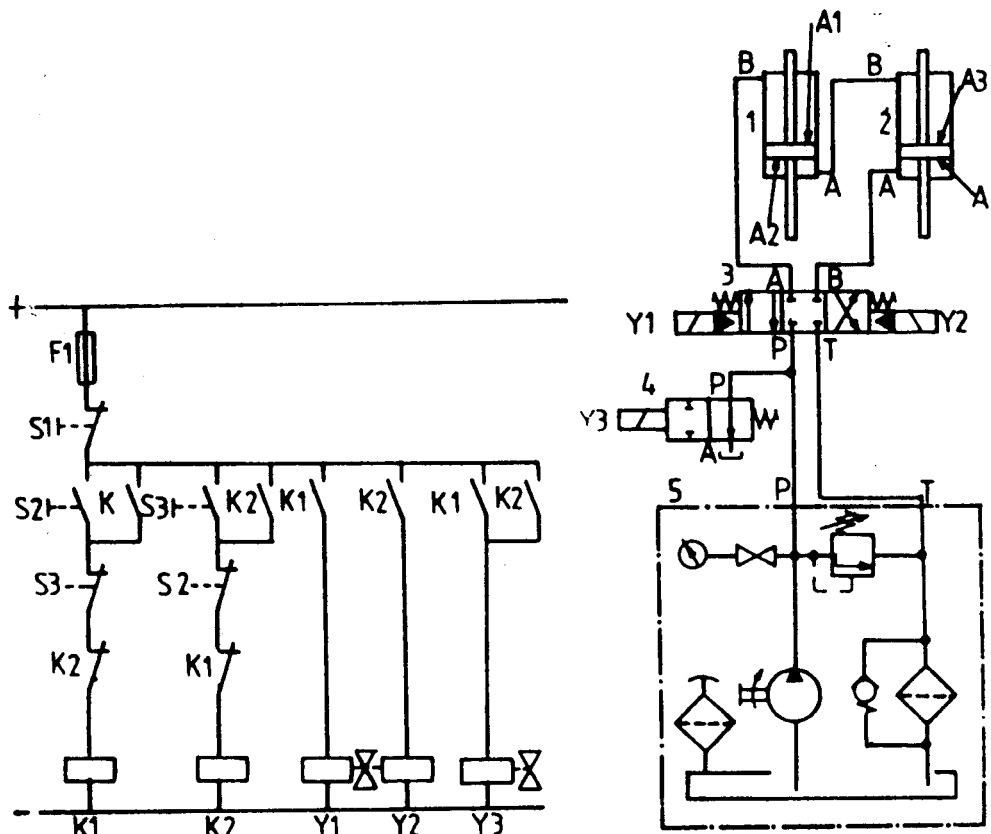 +
F1
S1
S2 K S3 K2 K1 K2 K1 K2
S3 S2
K2 K1
-
K1 K2 Y1 Y2 Y3
A1
B B A3
1 2
A A A
A2
3 A B
Y1 Y2
P T
4 P
Y3
A
5 P T